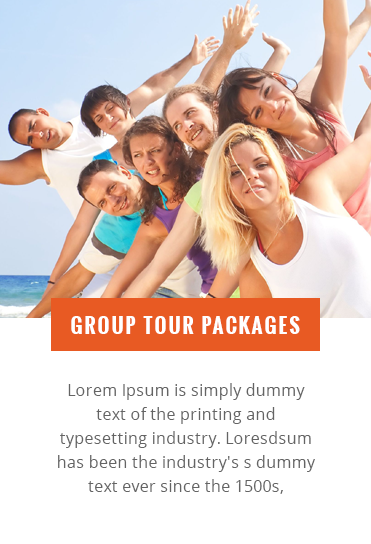 GROUP TOUR PACKAGES
Lorem Ipsum is simply dummy
text of the printing and
typesetting industry. Loresdsum
has been the industry's s dummy
text ever since the 1500s,